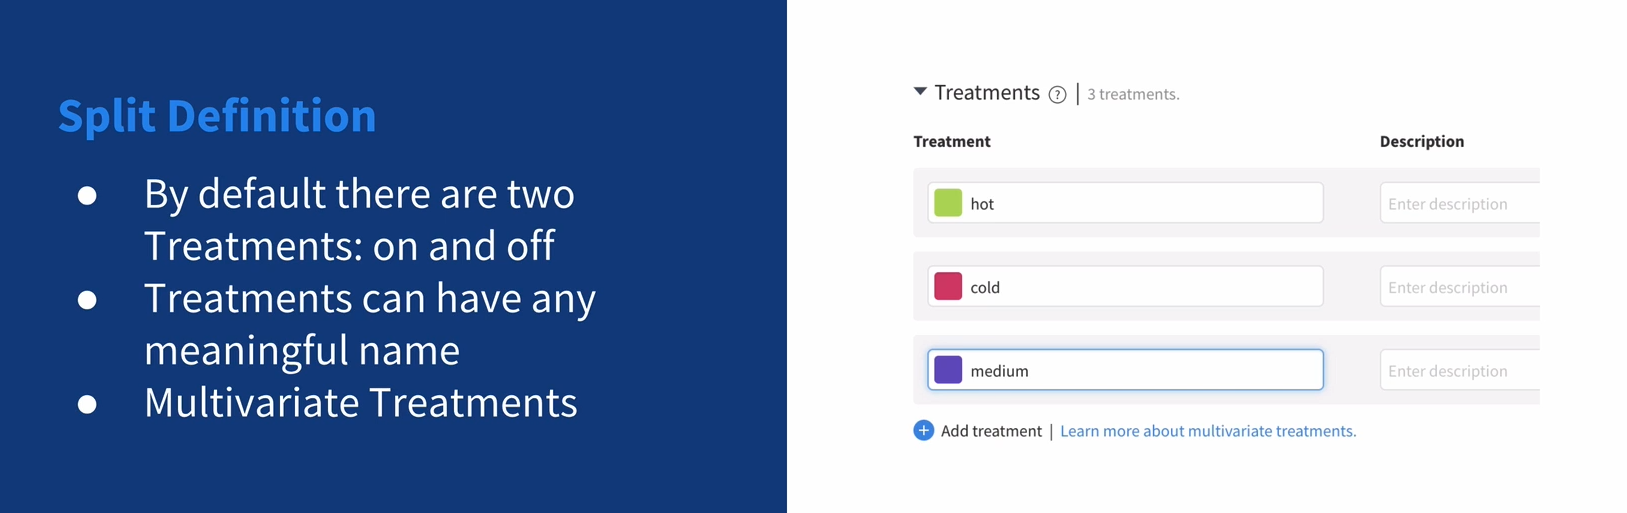 Split Definition
● By default there are two
Treatments: on and off
● Treatments can have any
meaningful name
● Multivariate Treatments
Treatments ? | 3 treatments.
Treatment Description
hot Enter description
cold Enter description
medium Enter description
+ Add treatment | Learn more about multivariate treatments.